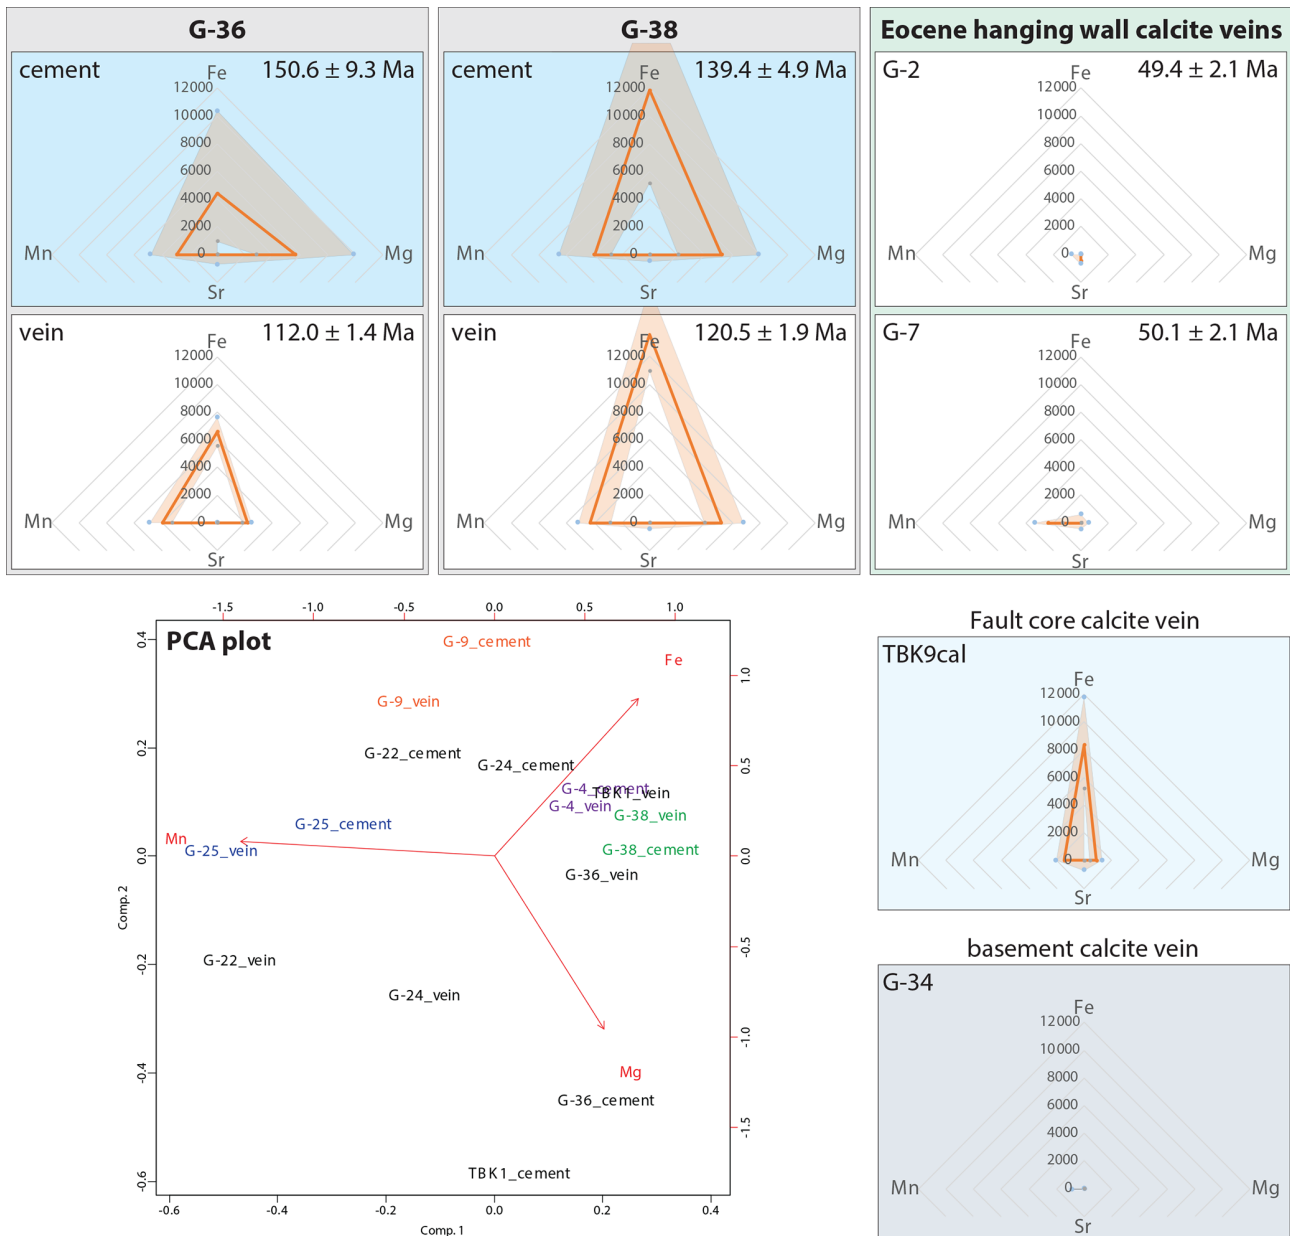 G-36
cement
150.6 ± 9.3 Ma
Fe
12000
10000
8000
6000
4000
2000
0
Mn
Mg
Sr
vein
112.0 ± 1.4 Ma
Fe
12000
10000
8000
6000
4000
2000
0
Mn
Mg
Sr
G-38
cement
139.4 ± 4.9 Ma
Fe
12000
10000
8000
6000
4000
2000
0
Mn
Mg
Sr
vein
120.5 ± 1.9 Ma
Fe
12000
10000
8000
6000
4000
2000
0
Mn
Mg
Sr
Eocene hanging wall calcite veins
G-2
49.4 ± 2.1 Ma
Fe
12000
10000
8000
6000
4000
2000
0
Mn
Mg
Sr
G-7
50.1 ± 2.1 Ma
Fe
12000
10000
8000
6000
4000
2000
0
Mn
Mg
Sr
-1.5 -1.0 -0.5 0.0 0.5 1.0
PCA plot
G-9_cement
Fe
G-9_vein
G-22_cement
G-24_cement
G-4_cement
TBK1_vein
G-4_vein
G-38_vein
G-25_cement
Mn
G-25_vein
G-38_cement
G-36_vein
G-22_vein
G-24_vein
Mg
G-36_cement
TBK1_cement
0.4
0.2
0.0
-0.2
-0.4
-0.6
Comp. 2
1.0
0.5
0.0
-0.5
-1.0
-1.5
-0.6 -0.4 -0.2 0.0 0.2 0.4
Comp. 1
Fault core calcite vein
TBK9cal
Fe
12000
10000
8000
6000
4000
2000
0
Mn
Mg
Sr
basement calcite vein
G-34
Fe
12000
10000
8000
6000
4000
2000
0
Mn
Mg
Sr